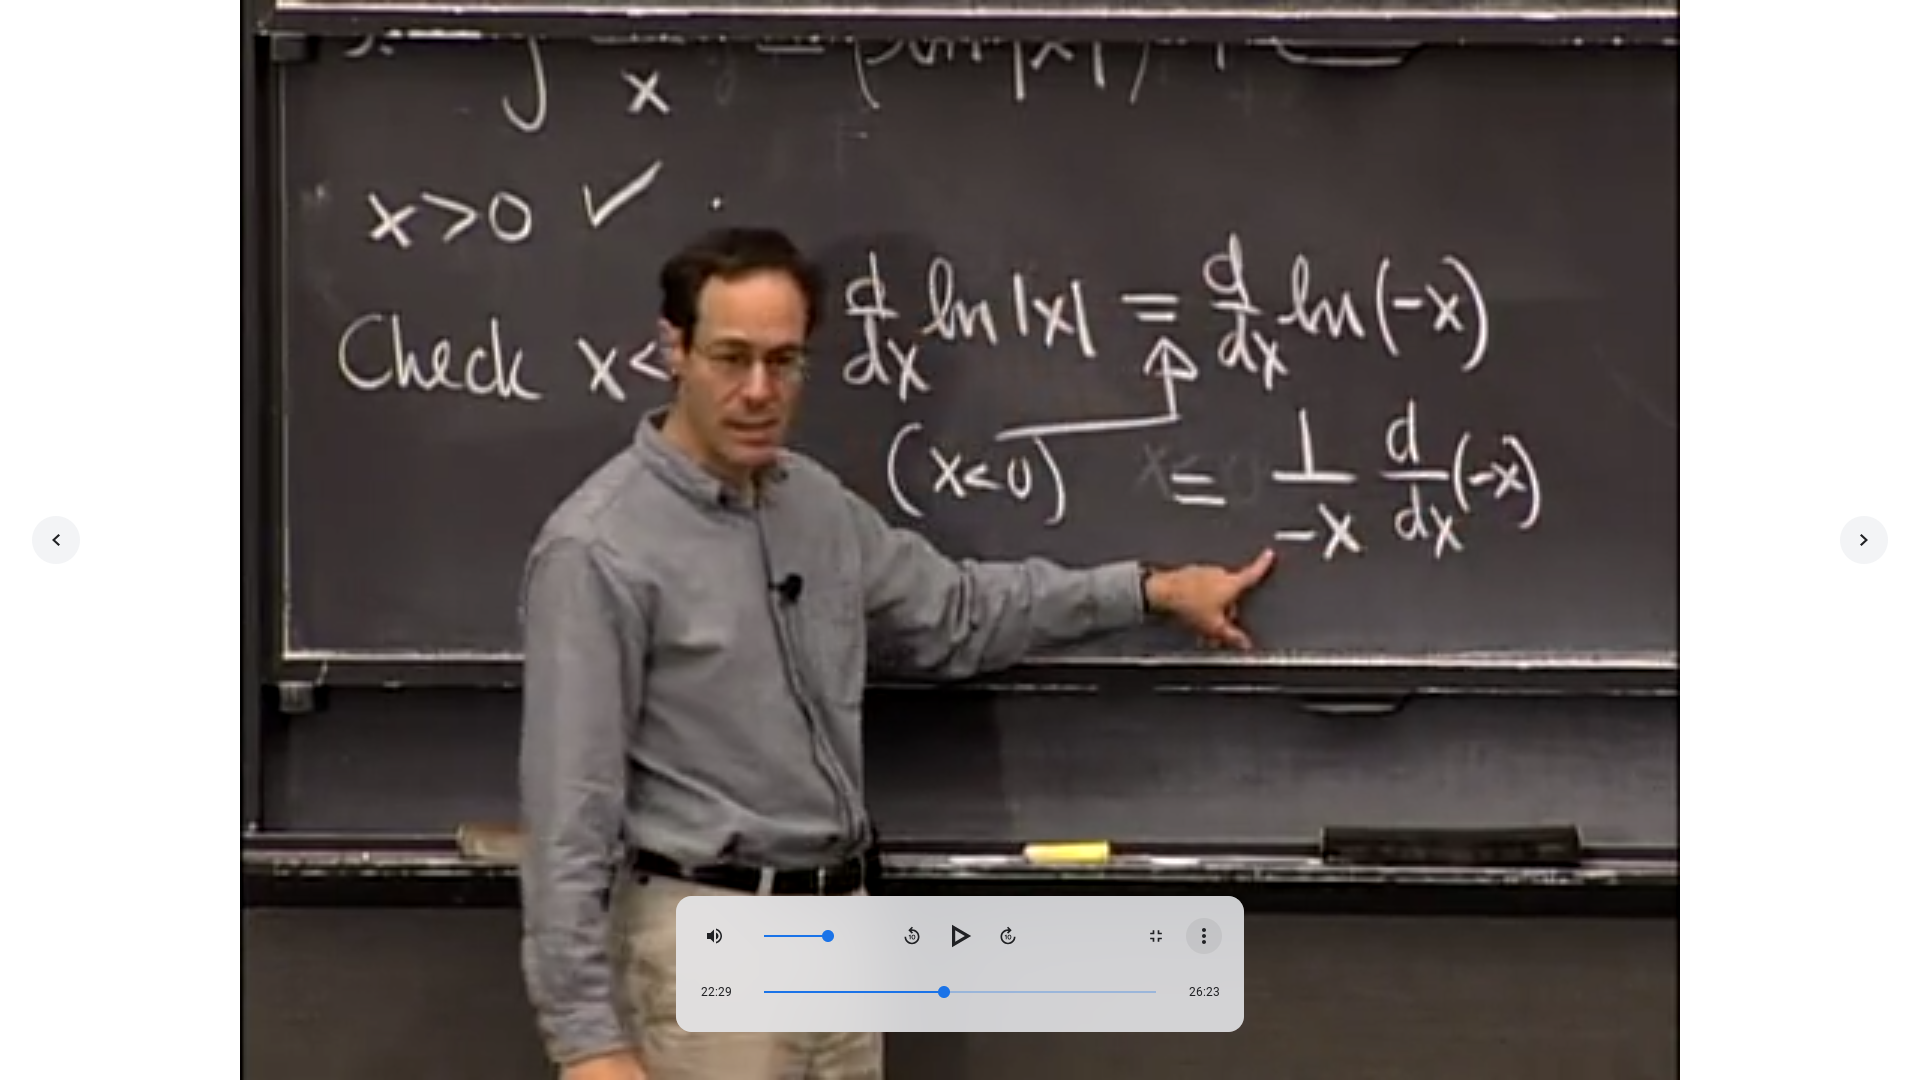 ∫ x
x>0 ✓ .
Check x<
d/dx ln|x| = d/dx ln(-x)
(x<0) = 1/-x d/dx (-x)
22:29
26:23